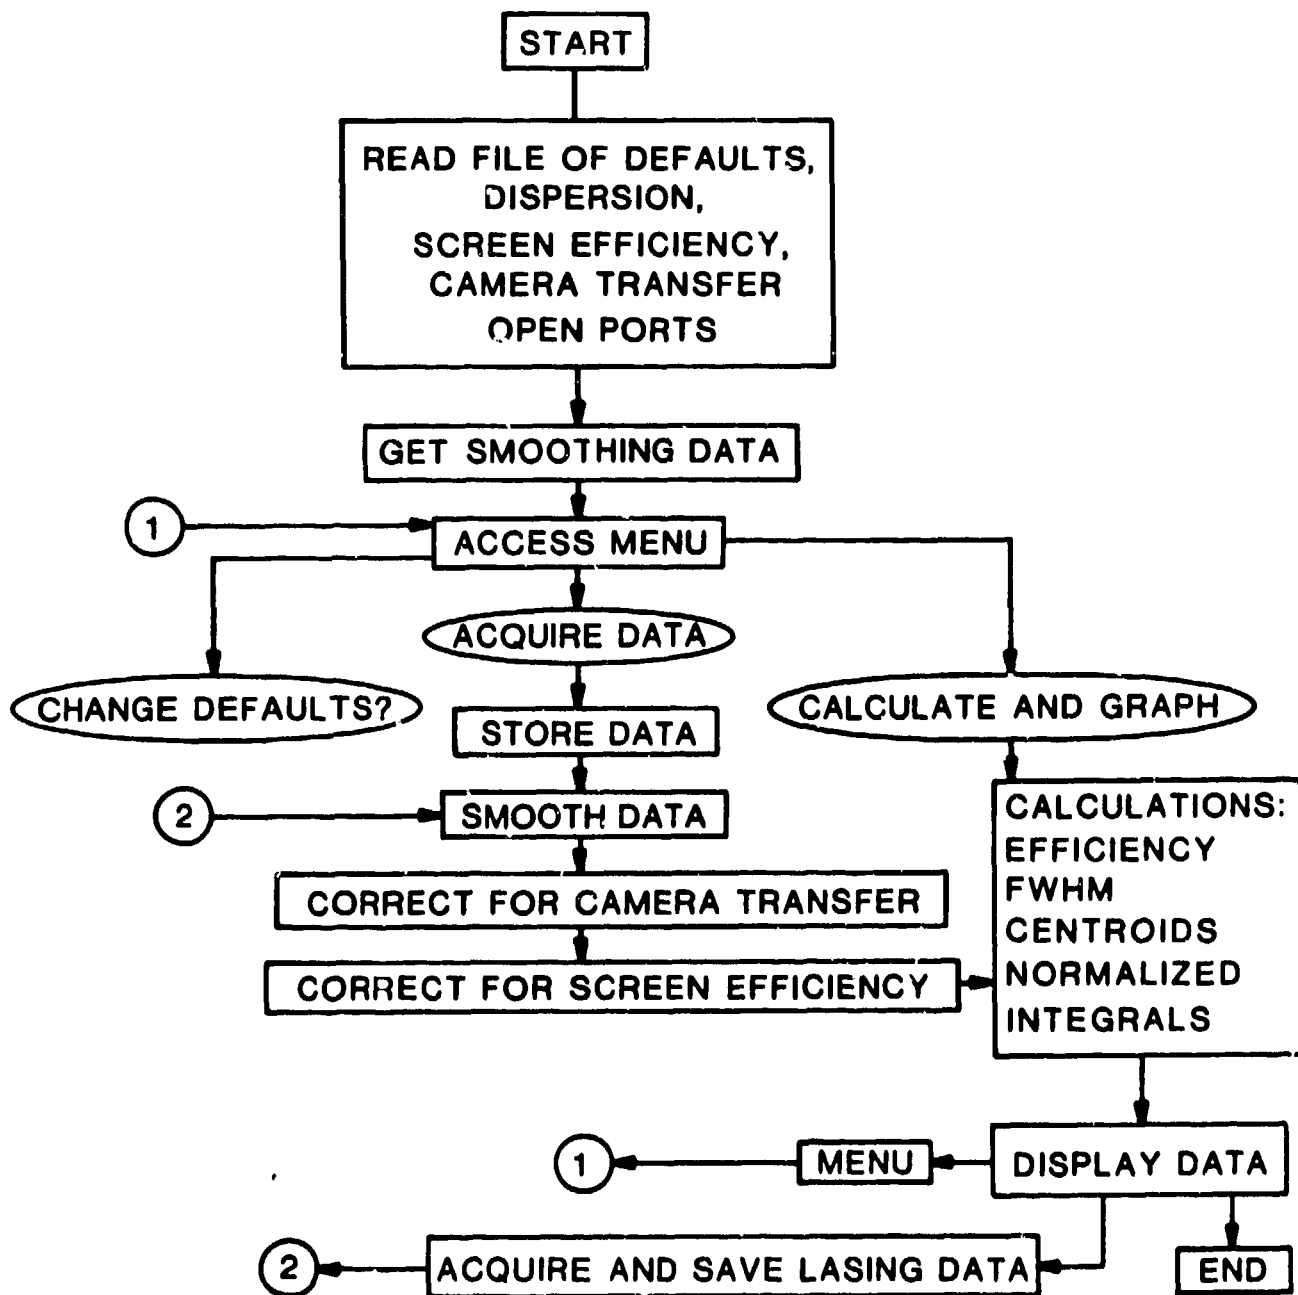 START
READ FILE OF DEFAULTS,
DISPERSION,
SCREEN EFFICIENCY,
CAMERA TRANSFER
OPEN PORTS
GET SMOOTHING DATA
1
ACCESS MENU
ACQUIRE DATA
CHANGE DEFAULTS?
CALCULATE AND GRAPH
STORE DATA
2
SMOOTH DATA
CORRECT FOR CAMERA TRANSFER
CORRECT FOR SCREEN EFFICIENCY
CALCULATIONS:
EFFICIENCY
FWHM
CENTROIDS
NORMALIZED
INTEGRALS
1
MENU
DISPLAY DATA
2
ACQUIRE AND SAVE LASING DATA
END